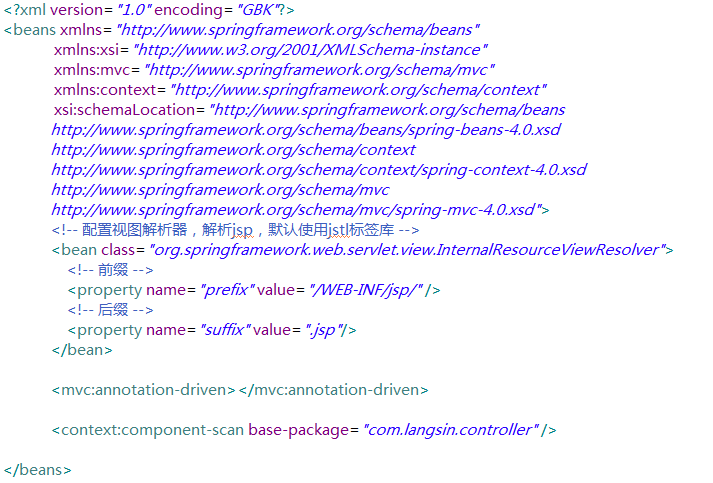 <?xml version="1.0" encoding="GBK"?>
<beans xmlns="http://www.springframework.org/schema/beans"
xmlns:xsi="http://www.w3.org/2001/XMLSchema-instance"
xmlns:mvc="http://www.springframework.org/schema/mvc"
xmlns:context="http://www.springframework.org/schema/context"
xsi:schemaLocation="http://www.springframework.org/schema/beans
http://www.springframework.org/schema/beans/spring-beans-4.0.xsd
http://www.springframework.org/schema/context
http://www.springframework.org/schema/context/spring-context-4.0.xsd
http://www.springframework.org/schema/mvc
http://www.springframework.org/schema/mvc/spring-mvc-4.0.xsd">
<!-- 配置视图解析器，解析jsp，默认使用jstl标签库 -->
<bean class="org.springframework.web.servlet.view.InternalResourceViewResolver">
<!-- 前缀 -->
<property name="prefix" value="/WEB-INF/jsp/" />
<!-- 后缀 -->
<property name="suffix" value=".jsp"/>
</bean>
<mvc:annotation-driven></mvc:annotation-driven>
<context:component-scan base-package="com.langsin.controller" />
</beans>